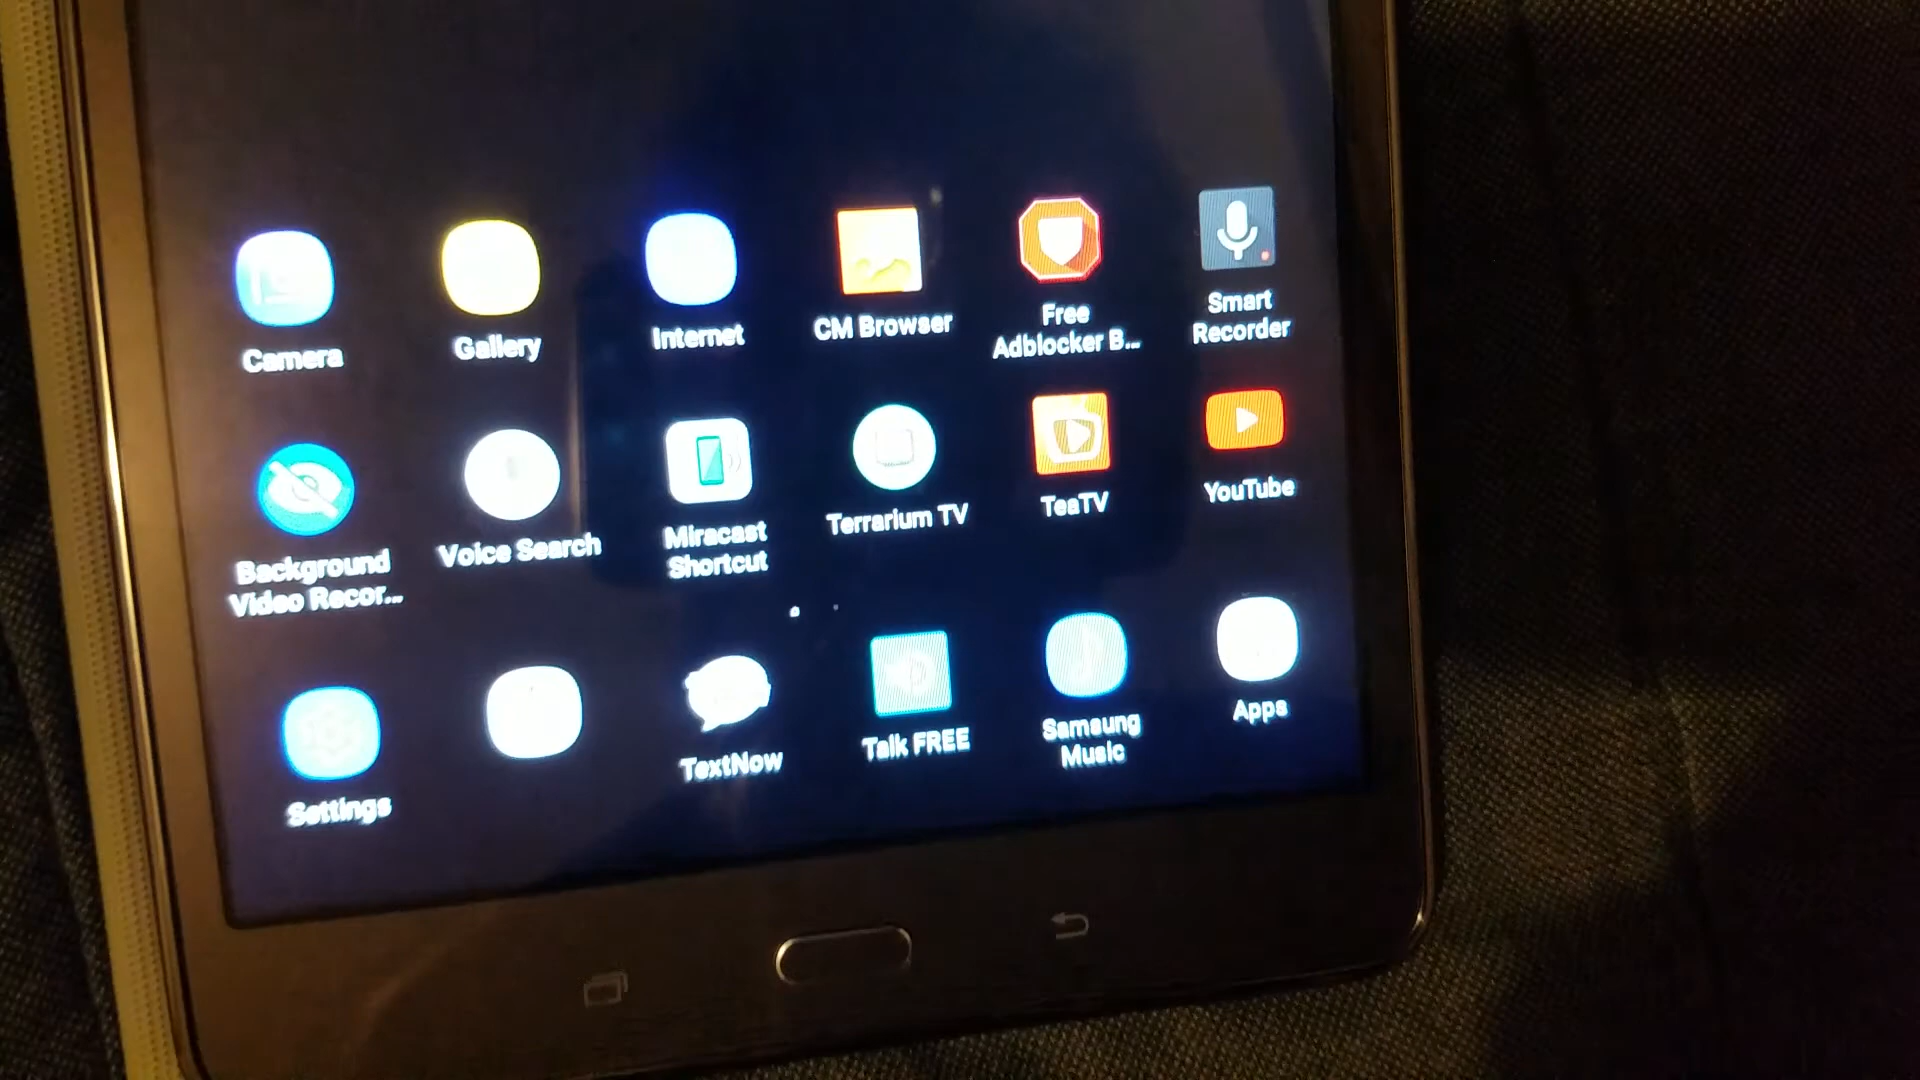 Camera
Gallery
Internet
CM Browser
Free
Adblocker B...
Smart
Recorder
Background
Video Recor...
Voice Search
Miracast
Shortcut
Terrarium TV
TeaTV
YouTube
Settings
TextNow
Talk FREE
Samsung
Music
Apps